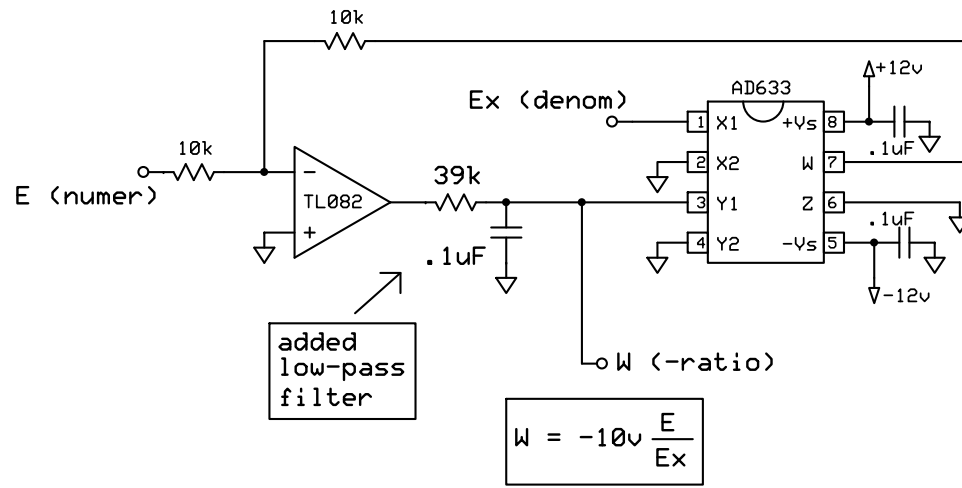 10k
+12v
AD633
Ex (denom)
1 X1
+Vs 8
.1uF
10k
2 X2
W 7
E (numer)
-
TL082
+
39k
3 Y1
Z 6
.1uF
4 Y2
-Vs 5
.1uF
-12v
added
low-pass
filter
W (-ratio)
W = -10v E
Ex